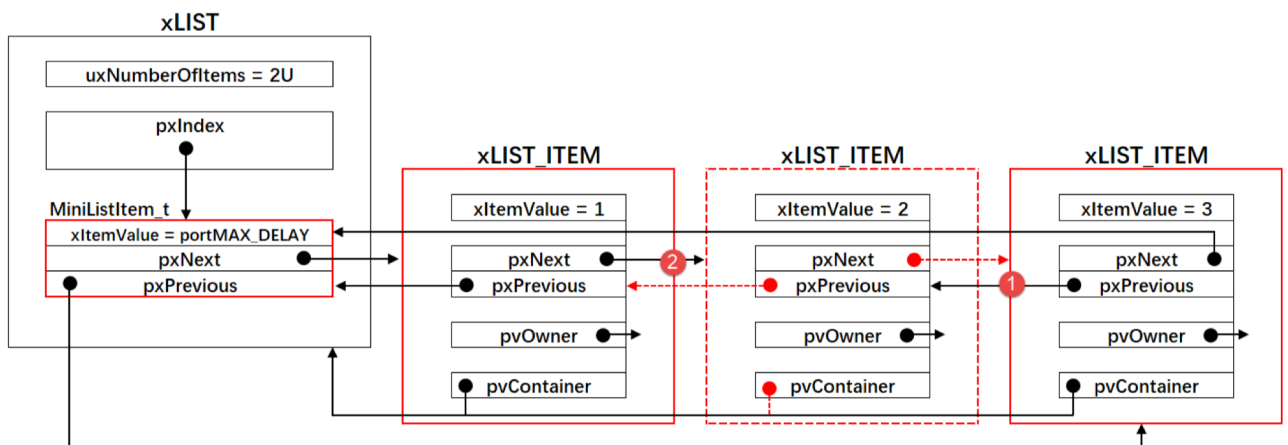 xLIST
uxNumberOfItems = 2U
pxIndex
MiniListItem_t
xItemValue = portMAX_DELAY
pxNext
pxPrevious
xLIST_ITEM
xItemValue = 1
pxNext
pxPrevious
pvOwner
pvContainer
2
xLIST_ITEM
xItemValue = 2
pxNext
pxPrevious
pvOwner
pvContainer
1
xLIST_ITEM
xItemValue = 3
pxNext
pxPrevious
pvOwner
pvContainer